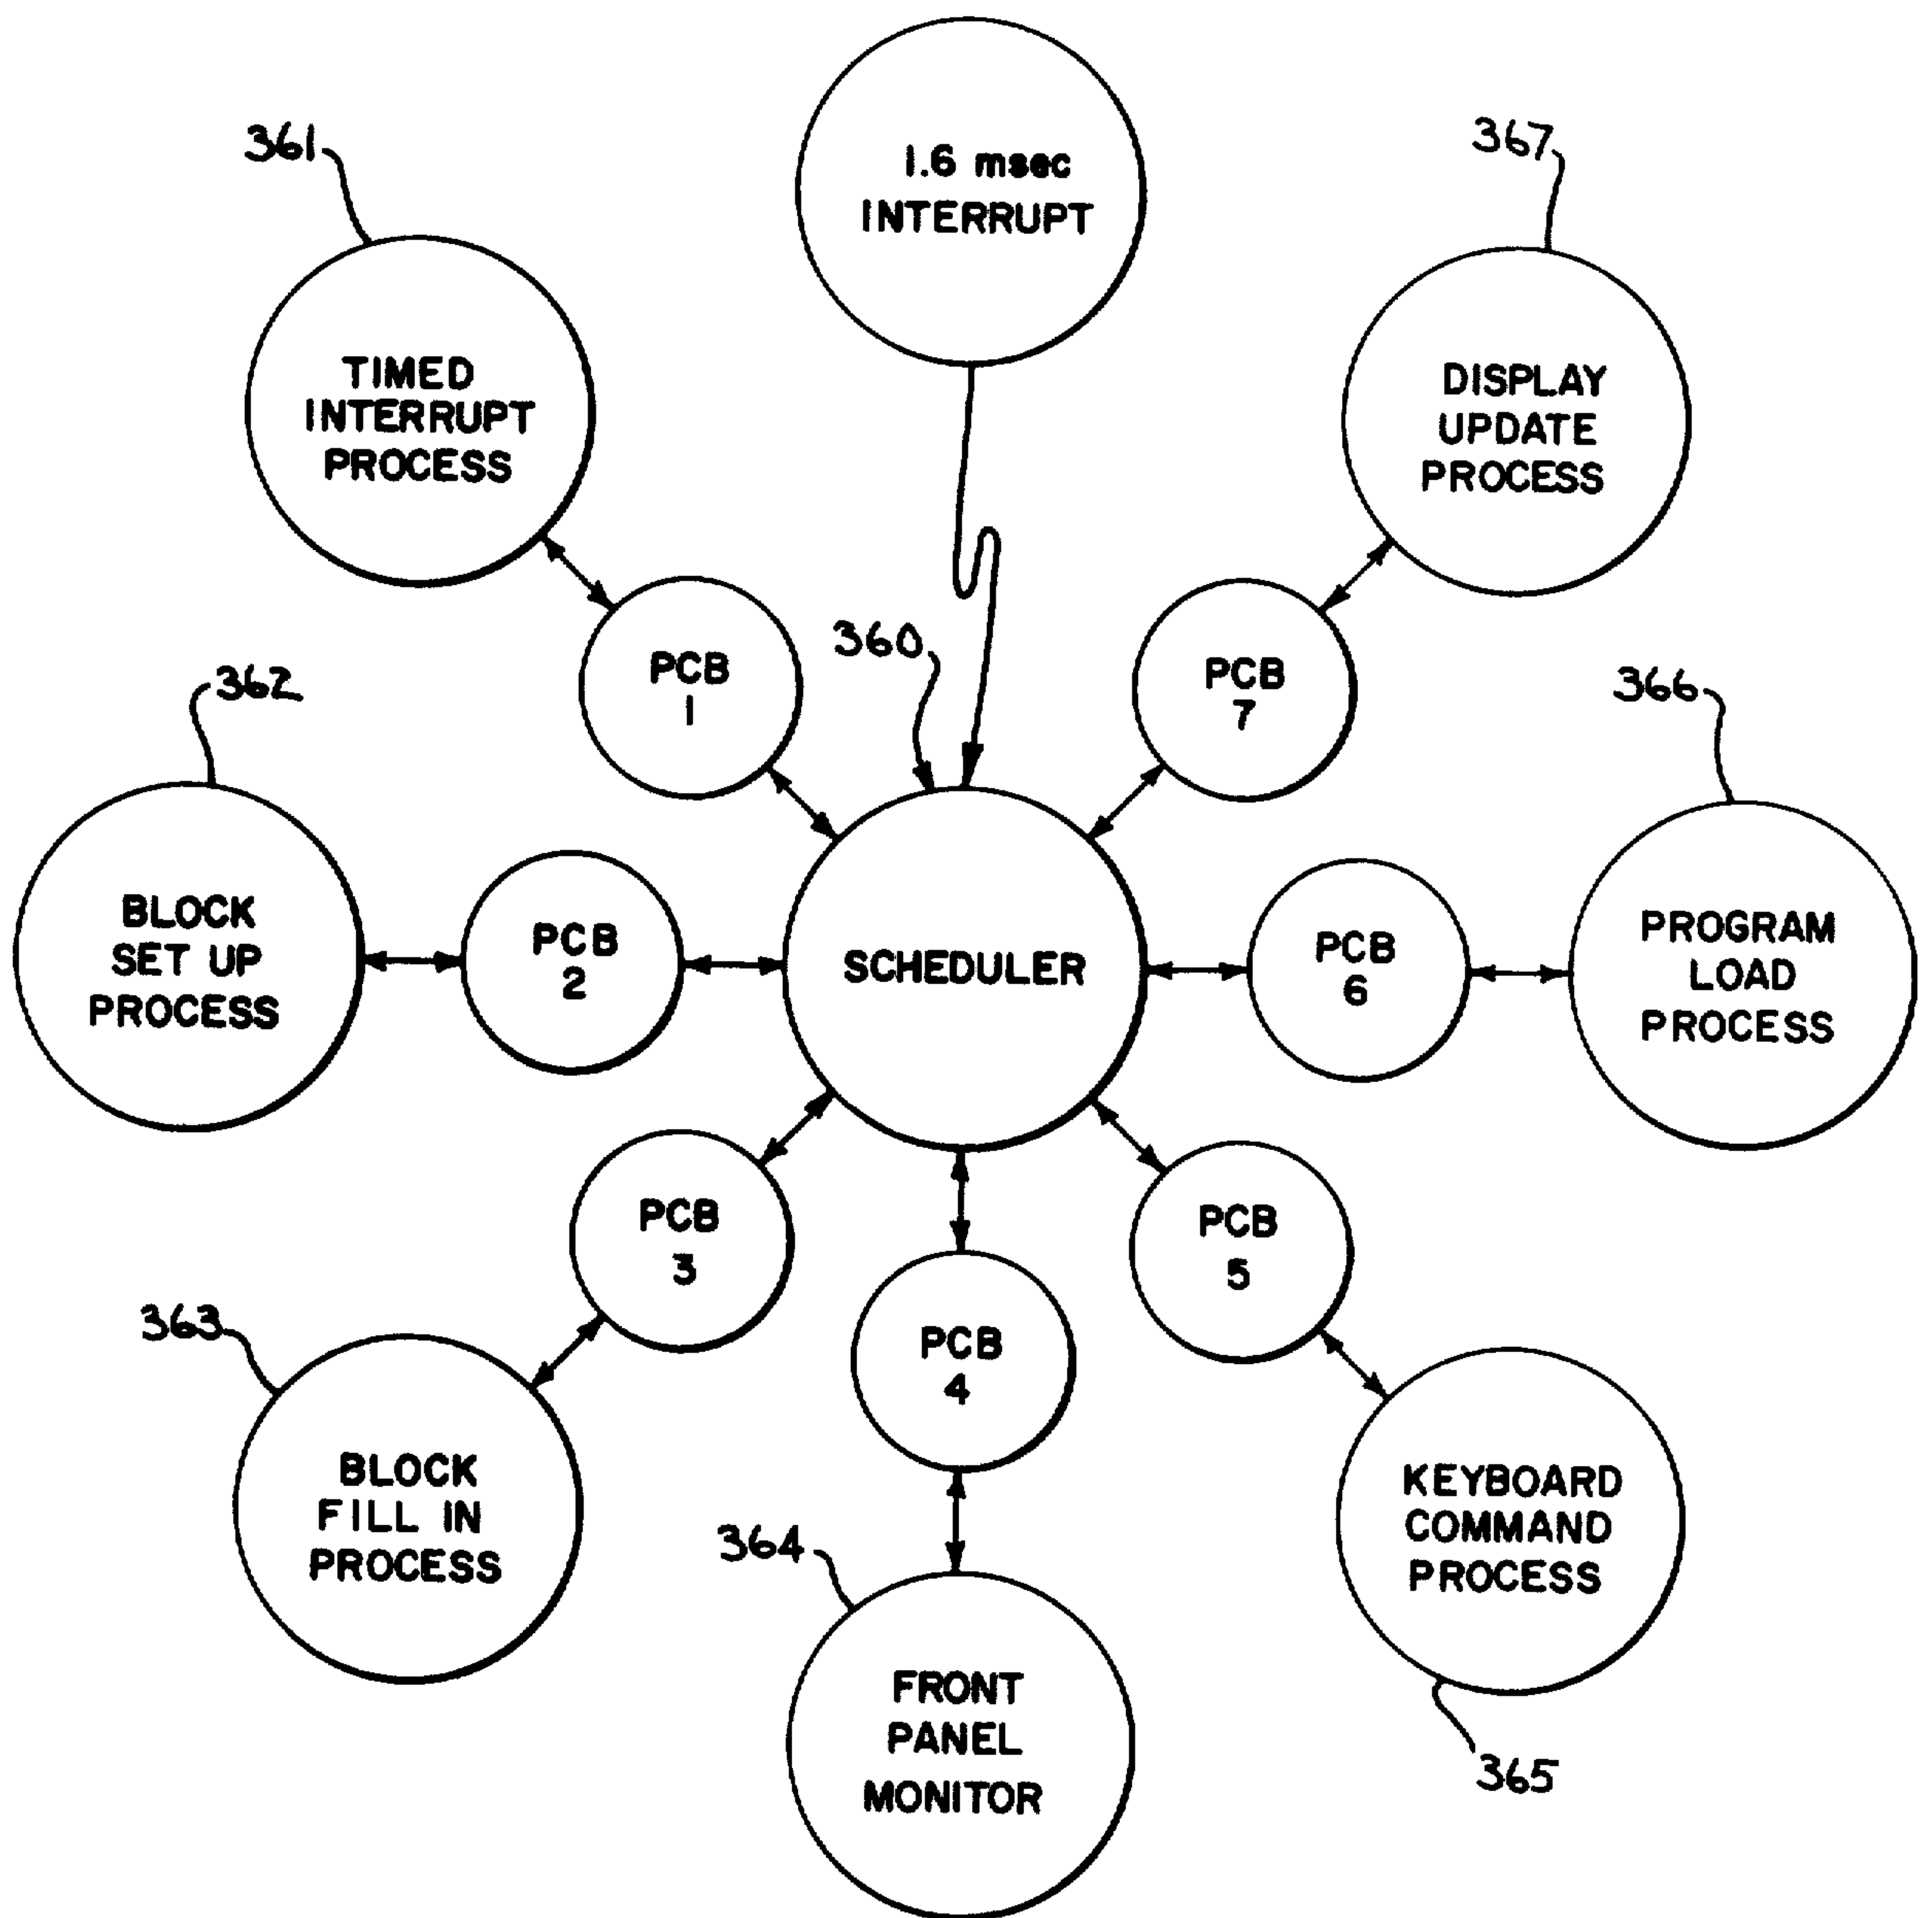 1.6 msec
INTERRUPT
361
367
TIMED
INTERRUPT
PROCESS
DISPLAY
UPDATE
PROCESS
360
PCB
1
PCB
7
362
366
BLOCK
SET UP
PROCESS
PCB
2
SCHEDULER
PCB
6
PROGRAM
LOAD
PROCESS
PCB
3
PCB
5
363
PCB
4
BLOCK
FILL IN
PROCESS
364
KEYBOARD
COMMAND
PROCESS
FRONT
PANEL
MONITOR
365